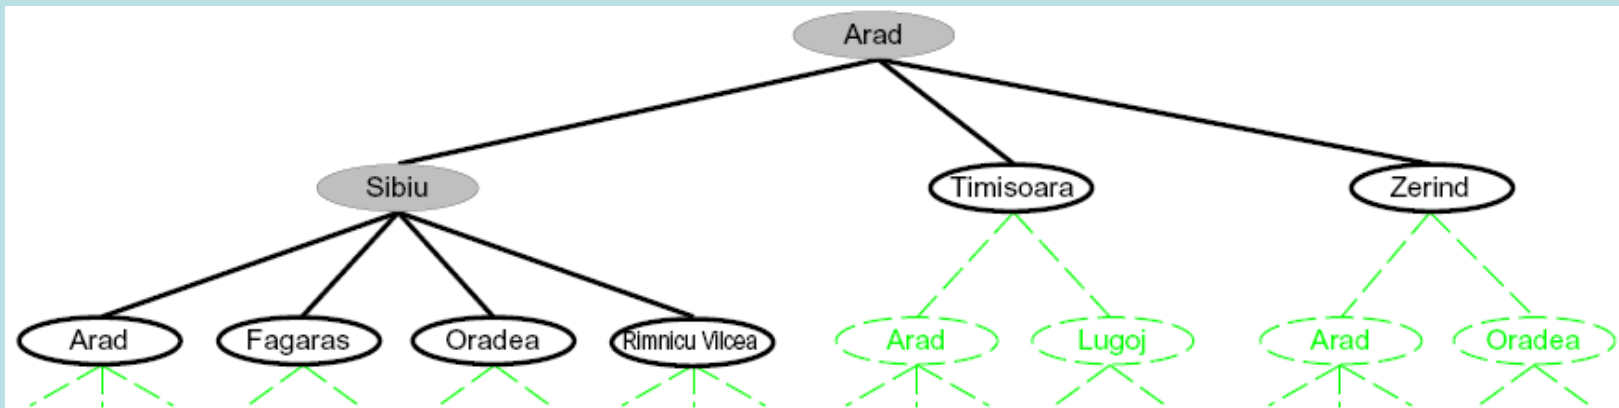 Arad
Sibiu
Timisoara
Zerind
Arad
Fagaras
Oradea
Rimnicu Vilcea
Arad
Lugoj
Arad
Oradea